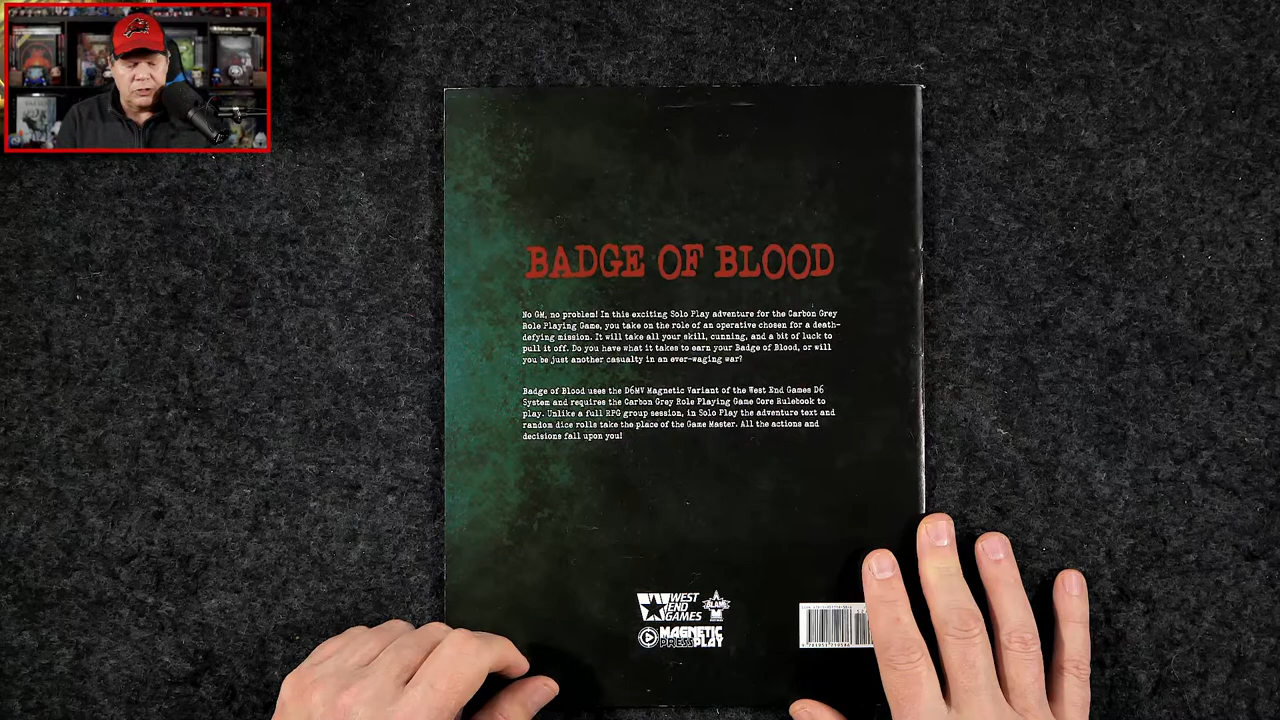 BADGE OF BLOOD
No GM, no problem! In this exciting Solo Play adventure for the Carbon Grey
Role Playing Game, you take on the role of an operative chosen for a death-
defying mission. It will take all your skill, cunning, and a bit of luck to
pull it off. Do you have what it takes to earn your Badge of Blood, or will
you be just another casualty in an ever-waging war?
Badge of Blood uses the D6MV Magnetic Variant of the West End Games D6
System and requires the Carbon Grey Role Playing Game Core Rulebook to
play. Unlike a full RPG group session, in Solo Play the adventure text and
random dice rolls take the place of the Game Master. All the actions and
decisions fall upon you!
WEST
END
GAMES
MAGNETIC
PRESS PLAY